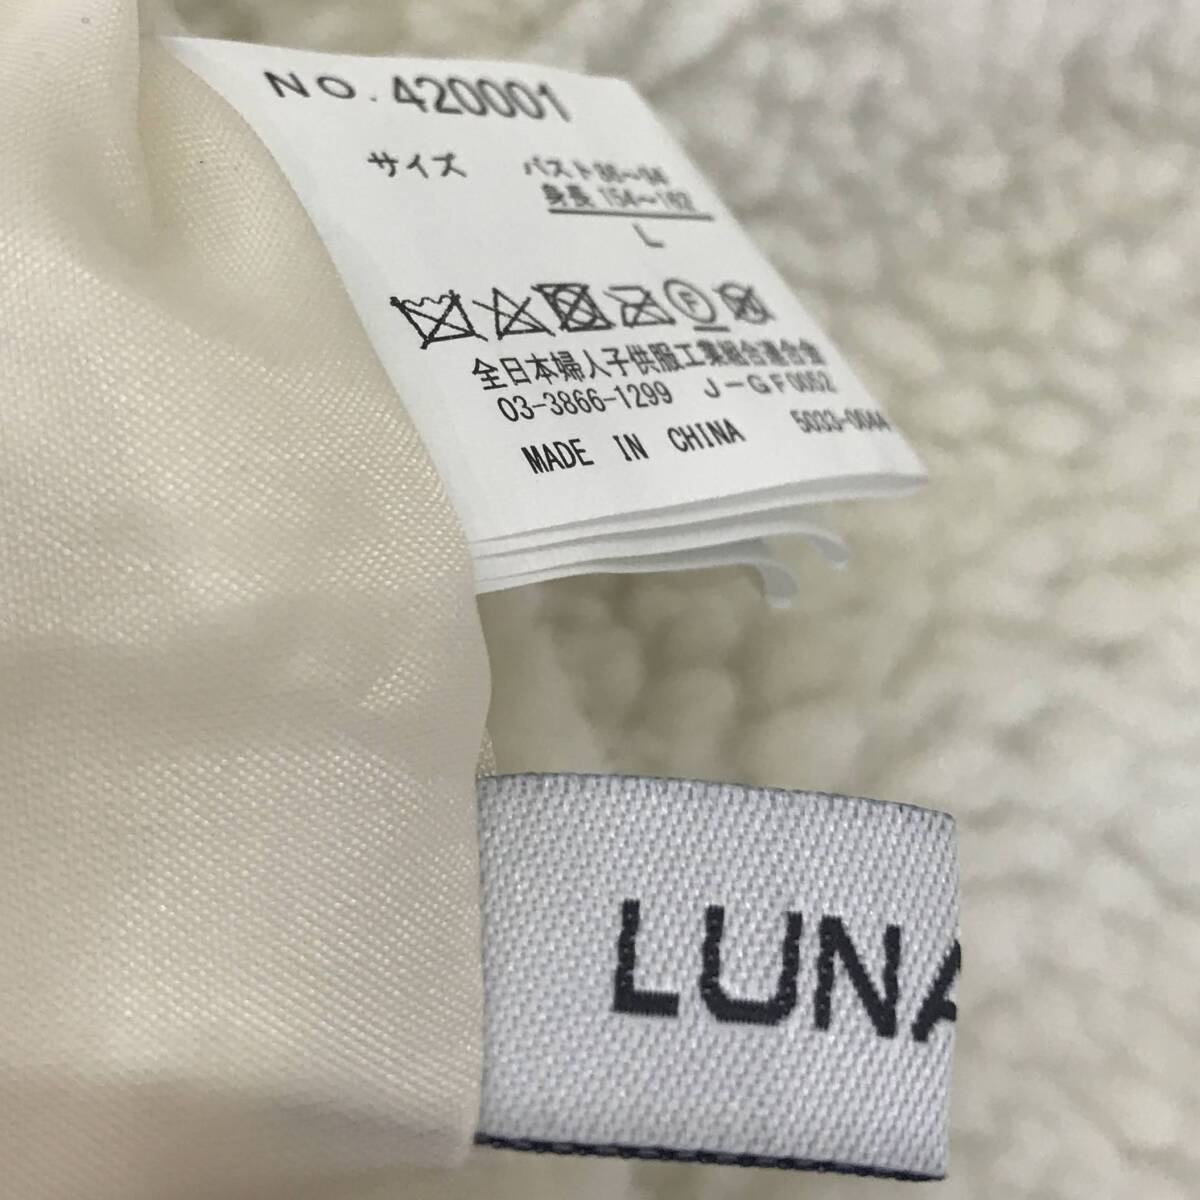 NO.420001
サイズ バスト86〜94
身長154〜162
L
F
全日本婦人子供服工業組合連合会
03-3866-1299 J-GF0052
MADE IN CHINA 5033-0044
LUNA